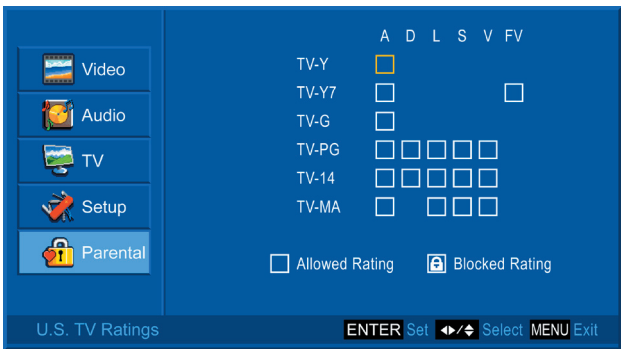 A D L S V FV
Video
Audio
TV
Setup
Parental
TV-Y
TV-Y7
TV-G
TV-PG
TV-14
TV-MA
Allowed Rating
Blocked Rating
U.S. TV Ratings
ENTER Set
Select
MENU Exit